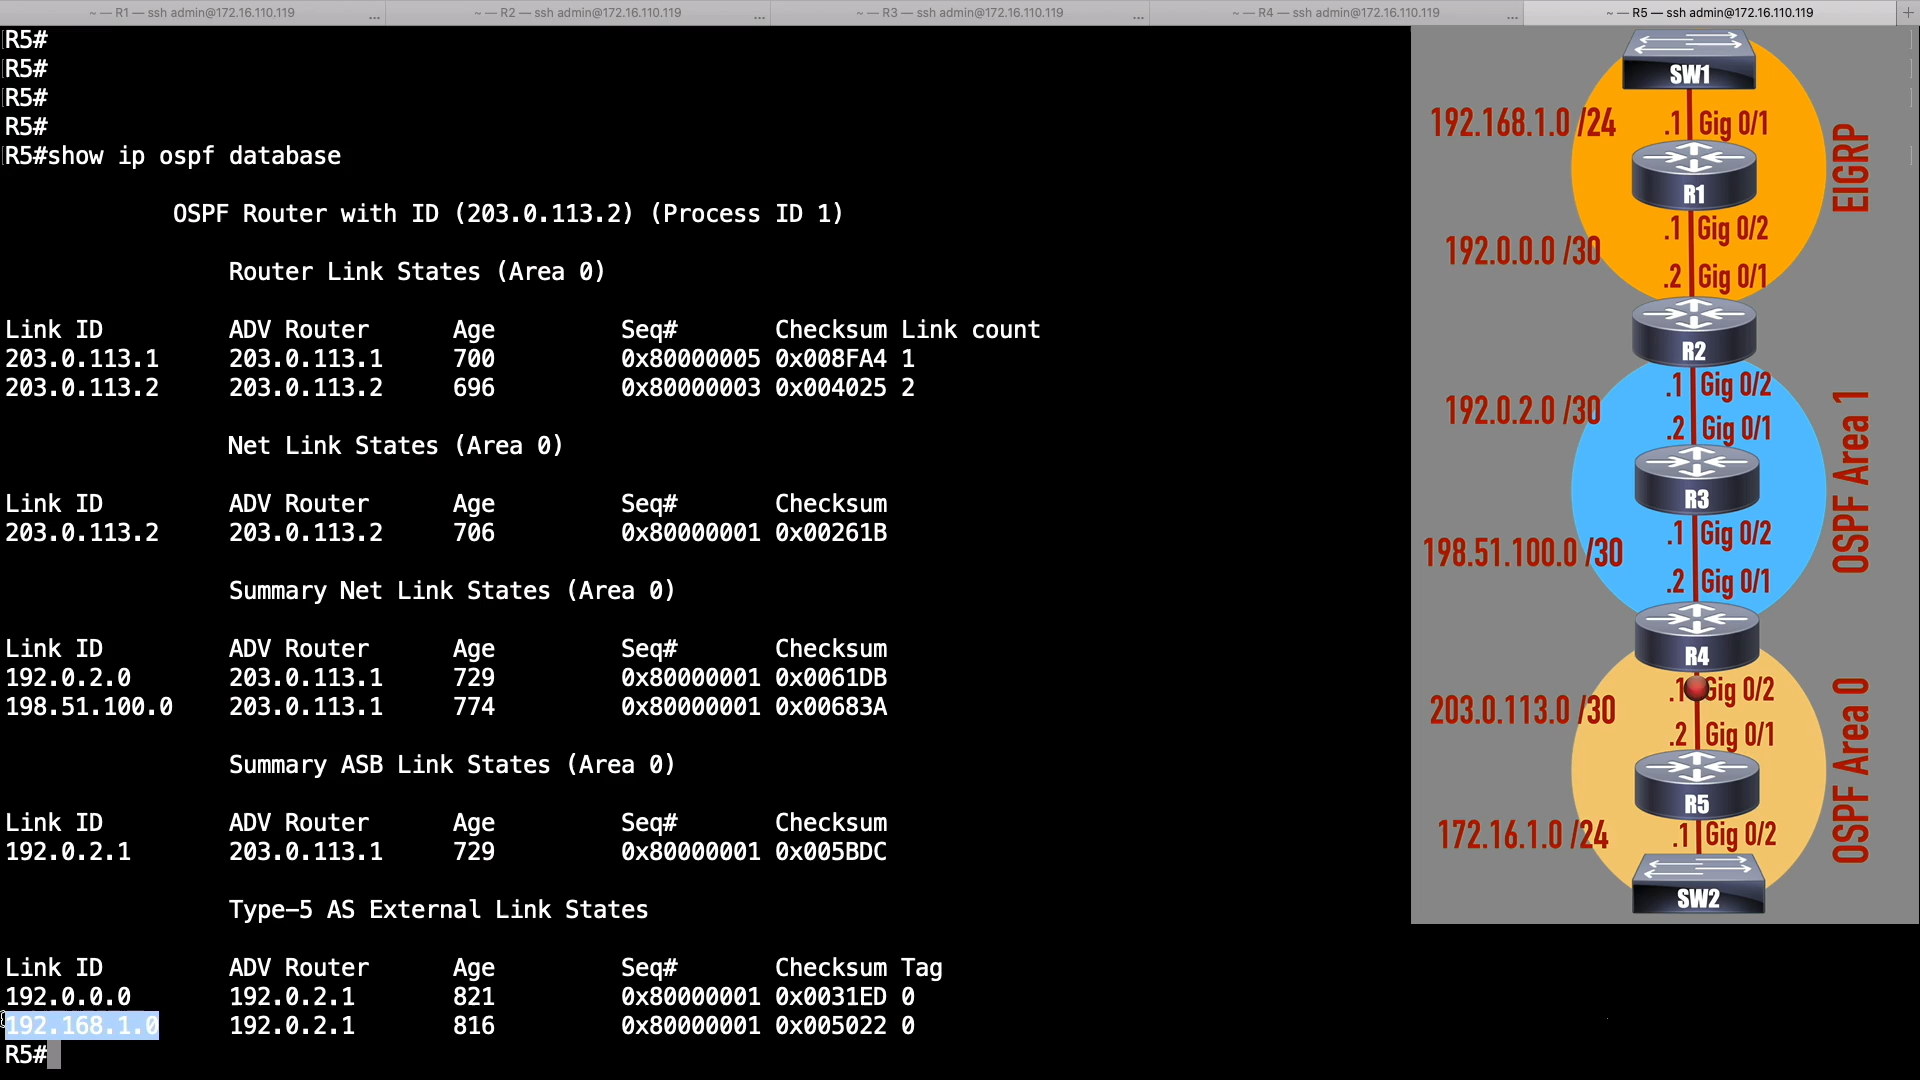 ~ — R1 — ssh admin@172.16.110.119 ...
~ — R2 — ssh admin@172.16.110.119 ...
~ — R3 — ssh admin@172.16.110.119 ...
~ — R4 — ssh admin@172.16.110.119 ...
~ — R5 — ssh admin@172.16.110.119 +
R5#
R5#
R5#
R5#
R5#show ip ospf database
OSPF Router with ID (203.0.113.2) (Process ID 1)
Router Link States (Area 0)
Link ID ADV Router Age Seq# Checksum Link count
203.0.113.1 203.0.113.1 700 0x80000005 0x008FA4 1
203.0.113.2 203.0.113.2 696 0x80000003 0x004025 2
Net Link States (Area 0)
Link ID ADV Router Age Seq# Checksum
203.0.113.2 203.0.113.2 706 0x80000001 0x00261B
Summary Net Link States (Area 0)
Link ID ADV Router Age Seq# Checksum
192.0.2.0 203.0.113.1 729 0x80000001 0x0061DB
198.51.100.0 203.0.113.1 774 0x80000001 0x00683A
Summary ASB Link States (Area 0)
Link ID ADV Router Age Seq# Checksum
192.0.2.1 203.0.113.1 729 0x80000001 0x005BDC
Type-5 AS External Link States
Link ID ADV Router Age Seq# Checksum Tag
192.0.0.0 192.0.2.1 821 0x80000001 0x0031ED 0
192.168.1.0 192.0.2.1 816 0x80000001 0x005022 0
R5#
SW1
192.168.1.0 /24 .1 Gig 0/1
R1
EIGRP
.1 Gig 0/2
192.0.0.0 /30
.2 Gig 0/1
R2
.1 Gig 0/2
192.0.2.0 /30
.2 Gig 0/1
R3
OSPF Area 1
.1 Gig 0/2
198.51.100.0 /30
.2 Gig 0/1
R4
.1 Gig 0/2
203.0.113.0 /30
.2 Gig 0/1
R5
OSPF Area 0
172.16.1.0 /24 .1 Gig 0/2
SW2